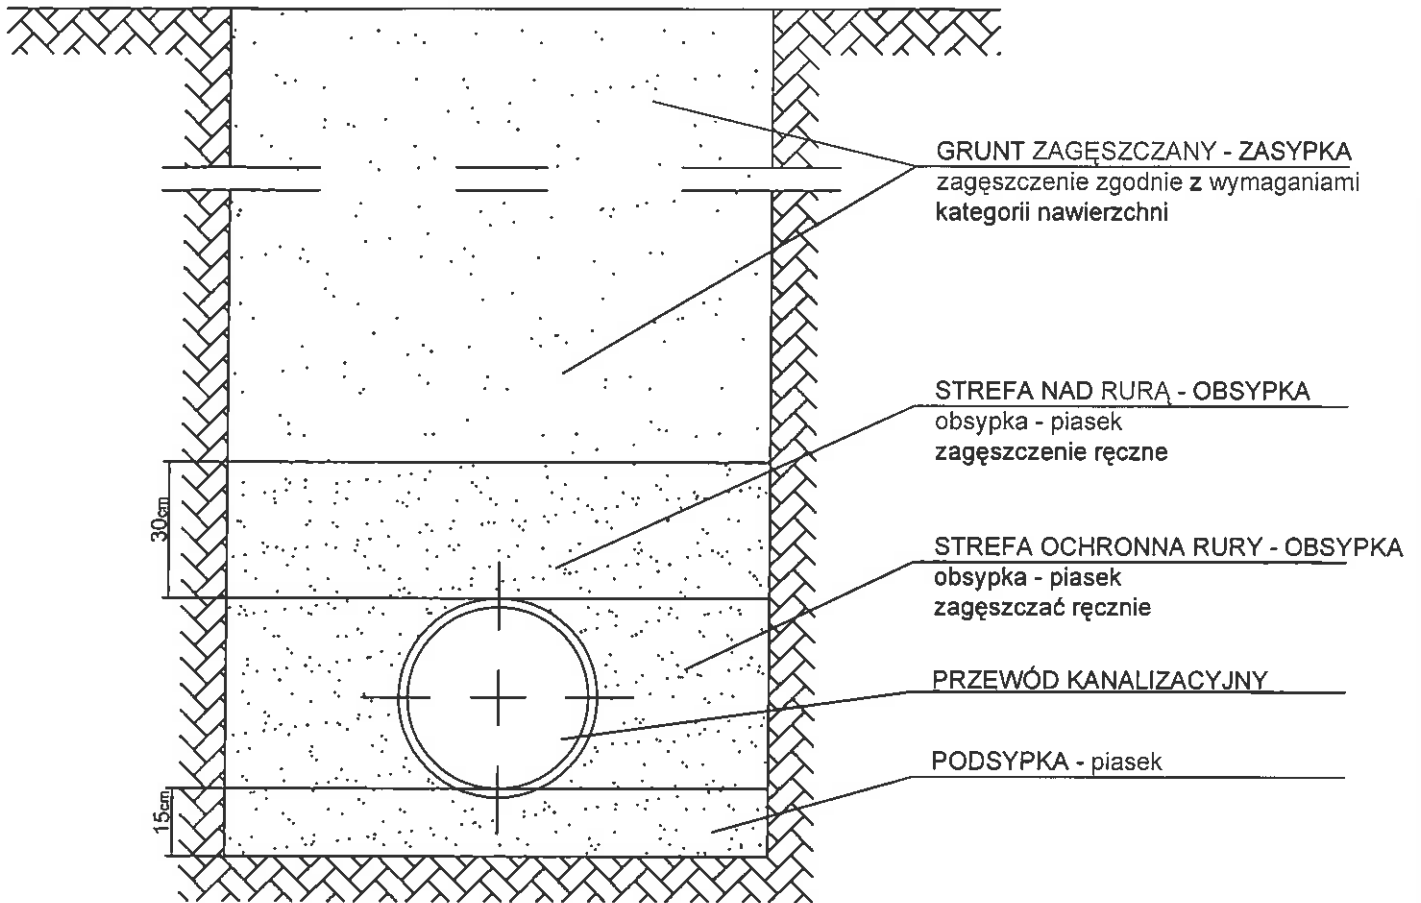 GRUNT ZAGĘSZCZANY - ZASYPKA
zagęszczenie zgodnie z wymaganiami
kategorii nawierzchni
STREFA NAD RURĄ - OBSYPKA
obsypka - piasek
zagęszczenie ręczne
30cm
STREFA OCHRONNA RURY - OBSYPKA
obsypka - piasek
zagęszczać ręcznie
PRZEWÓD KANALIZACYJNY
PODSYPKA - piasek
15cm